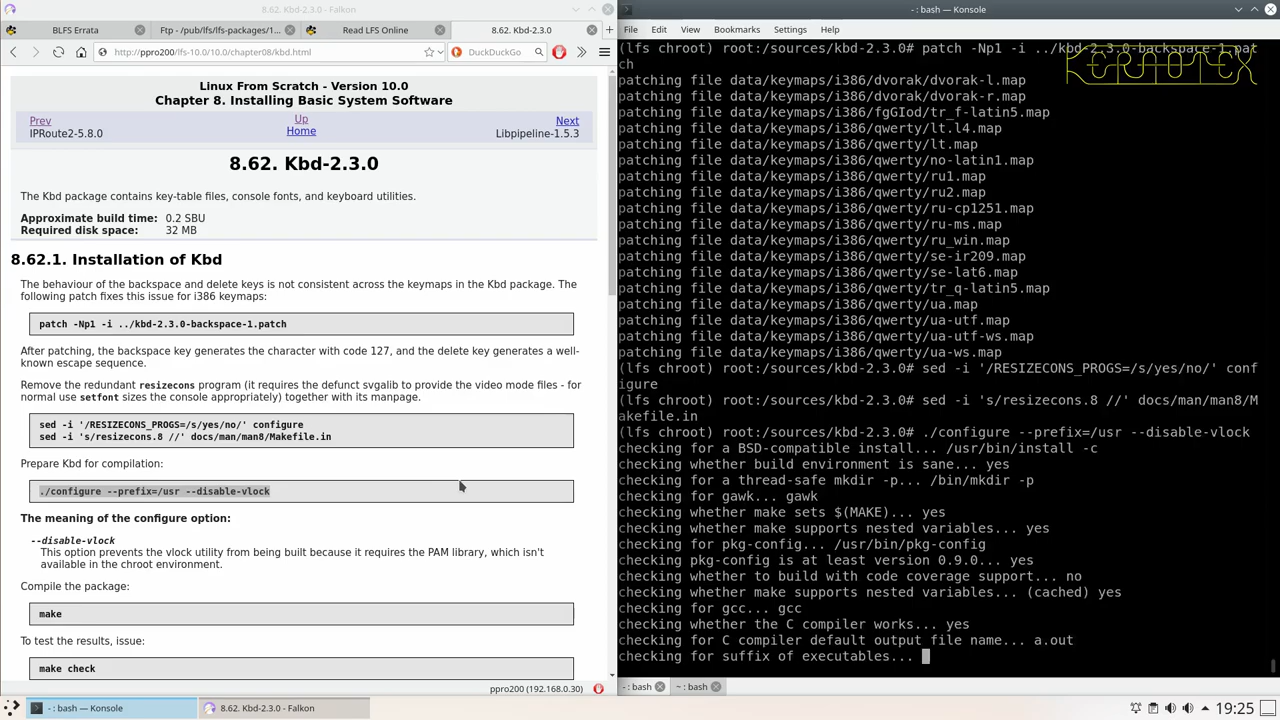 8.62. Kbd-2.3.0 - Falkon
- : bash — Konsole
BLFS Errata
Ftp - /pub/lfs/lfs-packages/1...
Read LFS Online
8.62. Kbd-2.3.0
http://ppro200/lfs-10.0/10.0/chapter08/kbd.html
DuckDuckGo
File Edit View Bookmarks Settings Help
Linux From Scratch - Version 10.0
Chapter 8. Installing Basic System Software
Prev
Up
Next
IPRoute2-5.8.0
Home
Libpipeline-1.5.3
8.62. Kbd-2.3.0
The Kbd package contains key-table files, console fonts, and keyboard utilities.
Approximate build time: 0.2 SBU
Required disk space: 32 MB
8.62.1. Installation of Kbd
The behaviour of the backspace and delete keys is not consistent across the keymaps in the Kbd package. The
following patch fixes this issue for i386 keymaps:
patch -Np1 -i ../kbd-2.3.0-backspace-1.patch
After patching, the backspace key generates the character with code 127, and the delete key generates a well-
known escape sequence.
Remove the redundant resizecons program (it requires the defunct svgalib to provide the video mode files - for
normal use setfont sizes the console appropriately) together with its manpage.
sed -i '/RESIZECONS_PROGS=/s/yes/no/' configure
sed -i 's/resizecons.8 //' docs/man/man8/Makefile.in
Prepare Kbd for compilation:
./configure --prefix=/usr --disable-vlock
The meaning of the configure option:
--disable-vlock
This option prevents the vlock utility from being built because it requires the PAM library, which isn't
available in the chroot environment.
Compile the package:
make
To test the results, issue:
make check
ppro200 (192.168.0.30)
(lfs chroot) root:/sources/kbd-2.3.0# patch -Np1 -i ../kbd-2.3.0-backspace-1.pat
ch
patching file data/keymaps/i386/dvorak/dvorak-l.map
patching file data/keymaps/i386/dvorak/dvorak-r.map
patching file data/keymaps/i386/fgGIod/tr_f-latin5.map
patching file data/keymaps/i386/qwerty/lt.l4.map
patching file data/keymaps/i386/qwerty/lt.map
patching file data/keymaps/i386/qwerty/no-latin1.map
patching file data/keymaps/i386/qwerty/ru1.map
patching file data/keymaps/i386/qwerty/ru2.map
patching file data/keymaps/i386/qwerty/ru-cp1251.map
patching file data/keymaps/i386/qwerty/ru-ms.map
patching file data/keymaps/i386/qwerty/ru_win.map
patching file data/keymaps/i386/qwerty/se-ir209.map
patching file data/keymaps/i386/qwerty/se-lat6.map
patching file data/keymaps/i386/qwerty/tr_q-latin5.map
patching file data/keymaps/i386/qwerty/ua.map
patching file data/keymaps/i386/qwerty/ua-utf.map
patching file data/keymaps/i386/qwerty/ua-utf-ws.map
patching file data/keymaps/i386/qwerty/ua-ws.map
(lfs chroot) root:/sources/kbd-2.3.0# sed -i '/RESIZECONS_PROGS=/s/yes/no/' conf
igure
(lfs chroot) root:/sources/kbd-2.3.0# sed -i 's/resizecons.8 //' docs/man/man8/M
akefile.in
(lfs chroot) root:/sources/kbd-2.3.0# ./configure --prefix=/usr --disable-vlock
checking for a BSD-compatible install... /usr/bin/install -c
checking whether build environment is sane... yes
checking for a thread-safe mkdir -p... /bin/mkdir -p
checking for gawk... gawk
checking whether make sets $(MAKE)... yes
checking whether make supports nested variables... yes
checking for pkg-config... /usr/bin/pkg-config
checking pkg-config is at least version 0.9.0... yes
checking whether to build with code coverage support... no
checking whether make supports nested variables... (cached) yes
checking for gcc... gcc
checking whether the C compiler works... yes
checking for C compiler default output file name... a.out
checking for suffix of executables...
- : bash
~ : bash
- : bash — Konsole
8.62. Kbd-2.3.0 - Falkon
19:25